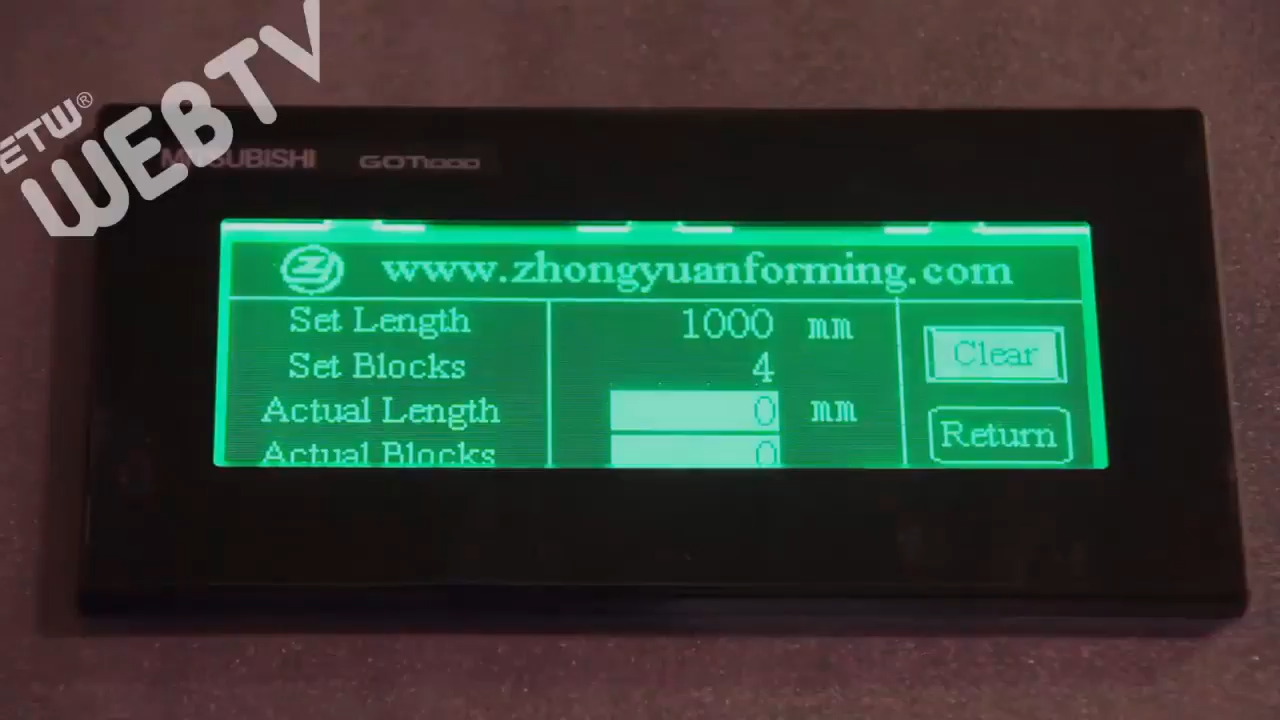 ETW®
WEBTV
MITSUBISHI GOT1000
www.zhongyuanforming.com
Set Length 1000 mm
Set Blocks 4
Actual Length 0 mm
Actual Blocks 0
Clear
Return